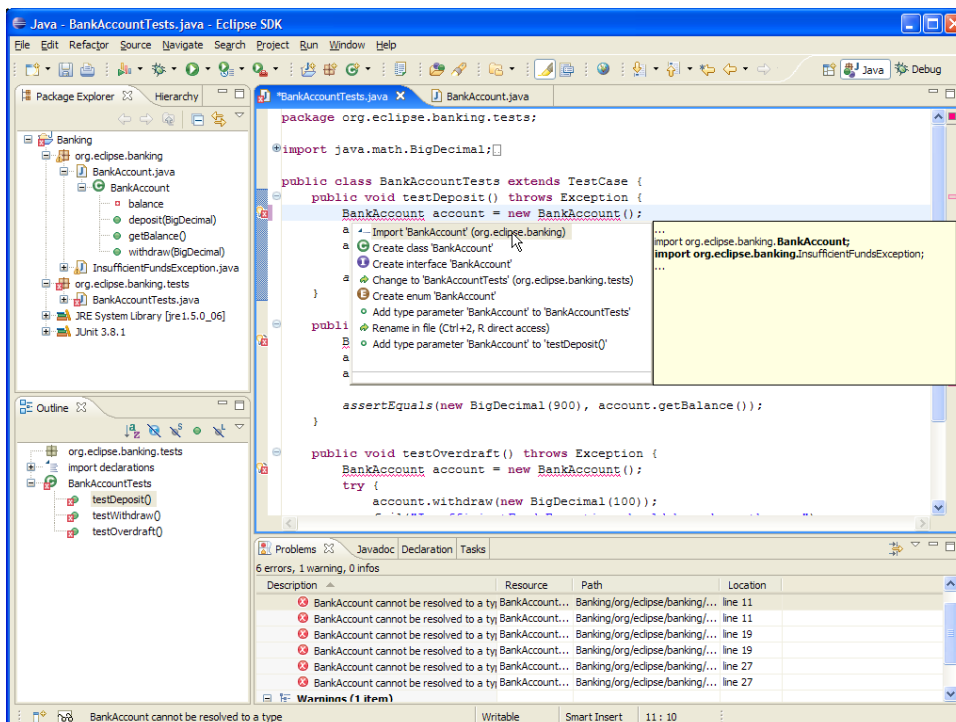 Java - BankAccountTests.java - Eclipse SDK
File Edit Refactor Source Navigate Search Project Run Window Help
Java Debug
Package Explorer Hierarchy
Banking
org.eclipse.banking
BankAccount.java
BankAccount
balance
deposit(BigDecimal)
getBalance()
withdraw(BigDecimal)
InsufficientFundsException.java
org.eclipse.banking.tests
BankAccountTests.java
JRE System Library [jre1.5.0_06]
JUnit 3.8.1
Outline
org.eclipse.banking.tests
import declarations
BankAccountTests
testDeposit()
testWithdraw()
testOverdraft()
*BankAccountTests.java BankAccount.java
package org.eclipse.banking.tests;
import java.math.BigDecimal;
public class BankAccountTests extends TestCase {
public void testDeposit() throws Exception {
BankAccount account = new BankAccount();
a
a
a
}
publi
B
a
a
assertEquals(new BigDecimal(900), account.getBalance());
}
public void testOverdraft() throws Exception {
BankAccount account = new BankAccount();
try {
account.withdraw(new BigDecimal(100));
Import 'BankAccount' (org.eclipse.banking)
Create class 'BankAccount'
Create interface 'BankAccount'
Change to 'BankAccountTests' (org.eclipse.banking.tests)
Create enum 'BankAccount'
Add type parameter 'BankAccount' to 'BankAccountTests'
Rename in file (Ctrl+2, R direct access)
Add type parameter 'BankAccount' to 'testDeposit()'
...
import org.eclipse.banking.BankAccount;
import org.eclipse.banking.InsufficientFundsException;
...
Problems Javadoc Declaration Tasks
6 errors, 1 warning, 0 infos
Description Resource Path Location
BankAccount cannot be resolved to a ty BankAccount... Banking/org/eclipse/banking/... line 11
BankAccount cannot be resolved to a ty BankAccount... Banking/org/eclipse/banking/... line 11
BankAccount cannot be resolved to a ty BankAccount... Banking/org/eclipse/banking/... line 19
BankAccount cannot be resolved to a ty BankAccount... Banking/org/eclipse/banking/... line 19
BankAccount cannot be resolved to a ty BankAccount... Banking/org/eclipse/banking/... line 27
BankAccount cannot be resolved to a ty BankAccount... Banking/org/eclipse/banking/... line 27
Warnings (1 item)
BankAccount cannot be resolved to a type Writable Smart Insert 11 : 10